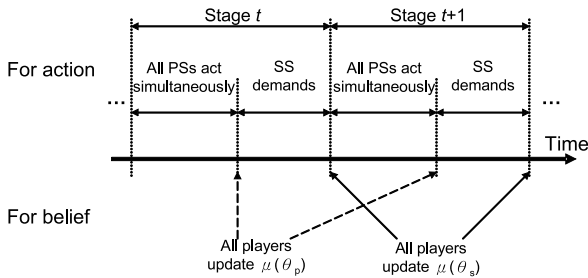 Stage t
Stage t+1
For action
All PSs act
simultaneously
SS
demands
All PSs act
simultaneously
SS
demands
...
...
Time
For belief
All players
update μ(θp)
All players
update μ(θs)